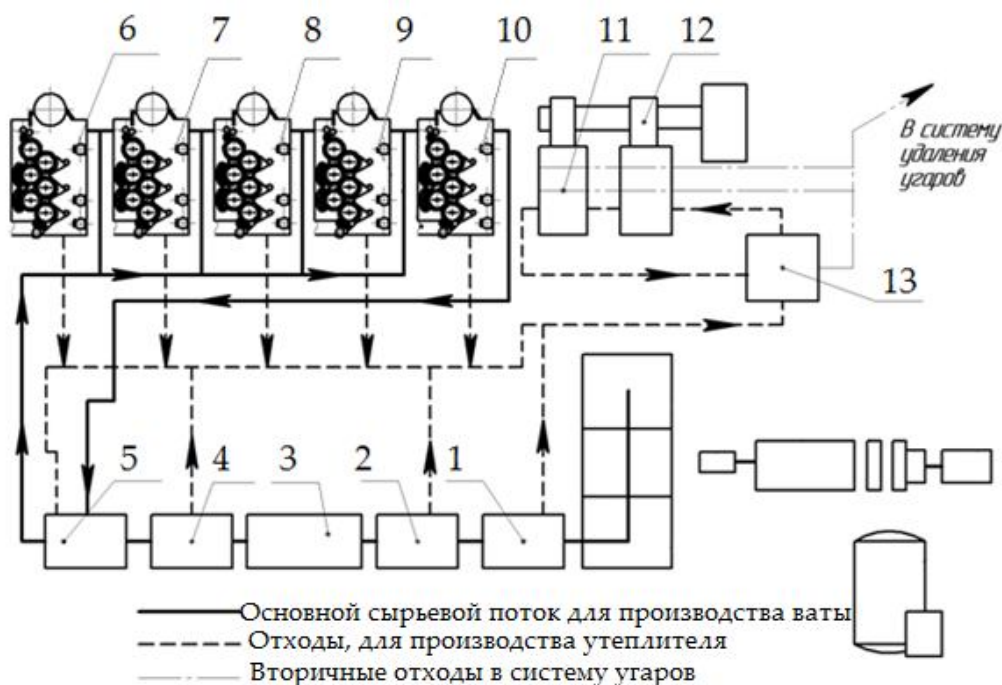 6 7 8 9 10 11 12
В систему
удаления
угаров
13
5 4 3 2 1
Основной сырьевой поток для производства ваты
Отходы, для производства утеплителя
Вторичные отходы в систему угаров